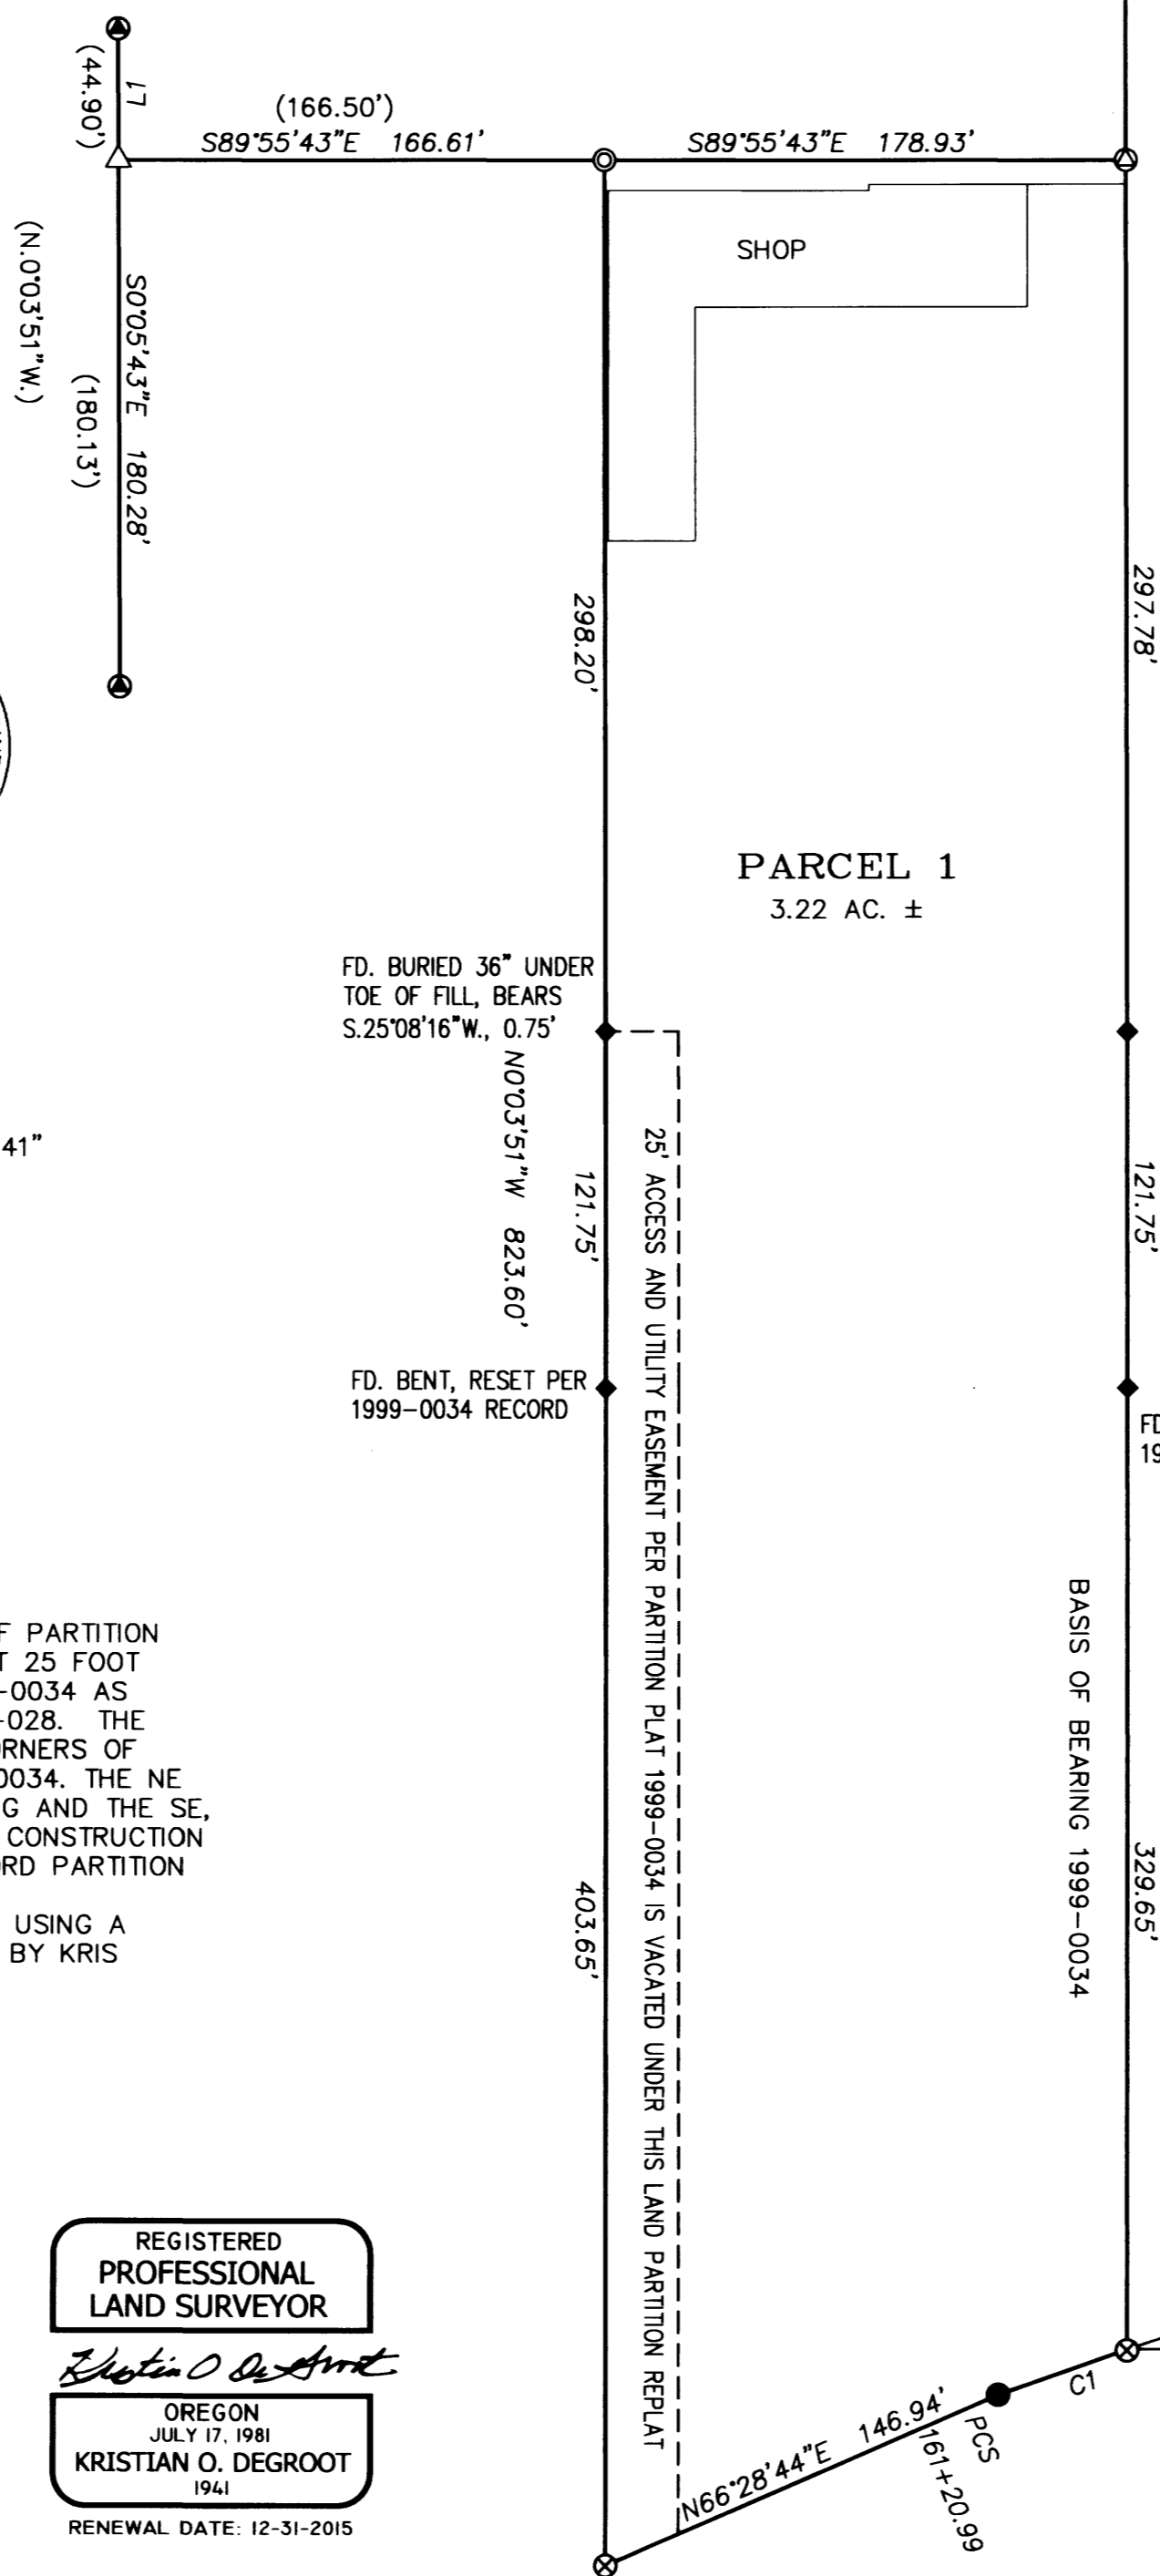 L1
(44.90')
(166.50')
S89°55'43"E 166.61'
S89°55'43"E 178.93'
SHOP
(N.0°03'51"W.)
S0°05'43"E 180.28'
(180.13')
298.20'
297.78'
PARCEL 1
3.22 AC. ±
FD. BURIED 36" UNDER
TOE OF FILL, BEARS
S.25°08'16"W., 0.75'
N0°03'51"W 823.60'
41"
121.75'
25' ACCESS AND UTILITY EASEMENT PER PARTITION PLAT 1999-0034 IS VACATED UNDER THIS LAND PARTITION REPLAT
121.75'
FD. BENT, RESET PER
1999-0034 RECORD
FD
19
BASIS OF BEARING 1999-0034
F PARTITION
T 25 FOOT
-0034 AS
-028. THE
ORNERS OF
0034. THE NE
G AND THE SE,
CONSTRUCTION
RD PARTITION
USING A
BY KRIS
403.65'
329.65'
REGISTERED
PROFESSIONAL
LAND SURVEYOR
Kristian O DeGroot
OREGON
JULY 17, 1981
KRISTIAN O. DEGROOT
1941
RENEWAL DATE: 12-31-2015
N66°28'44"E 146.94'
C1
PCS
161+20.99